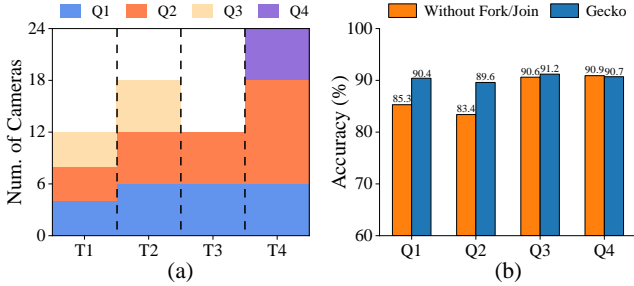 Q1 Q2 Q3 Q4
Num. of Cameras
24
18
12
6
0
T1 T2 T3 T4
(a)
Without Fork/Join Gecko
Accuracy (%)
100
90
80
70
60
85.3 90.4 83.4 89.6 90.6 91.2 90.9 90.7
Q1 Q2 Q3 Q4
(b)